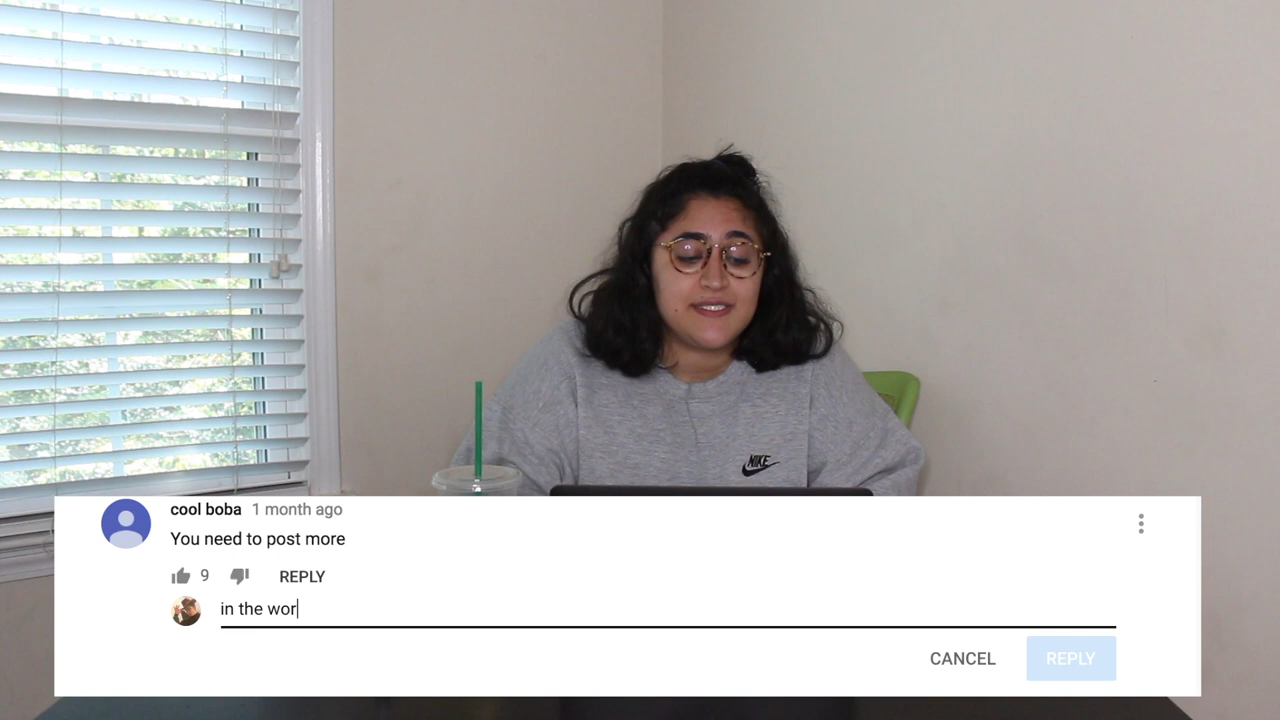 NIKE
cool boba 1 month ago
You need to post more
9 REPLY
in the wor
CANCEL REPLY